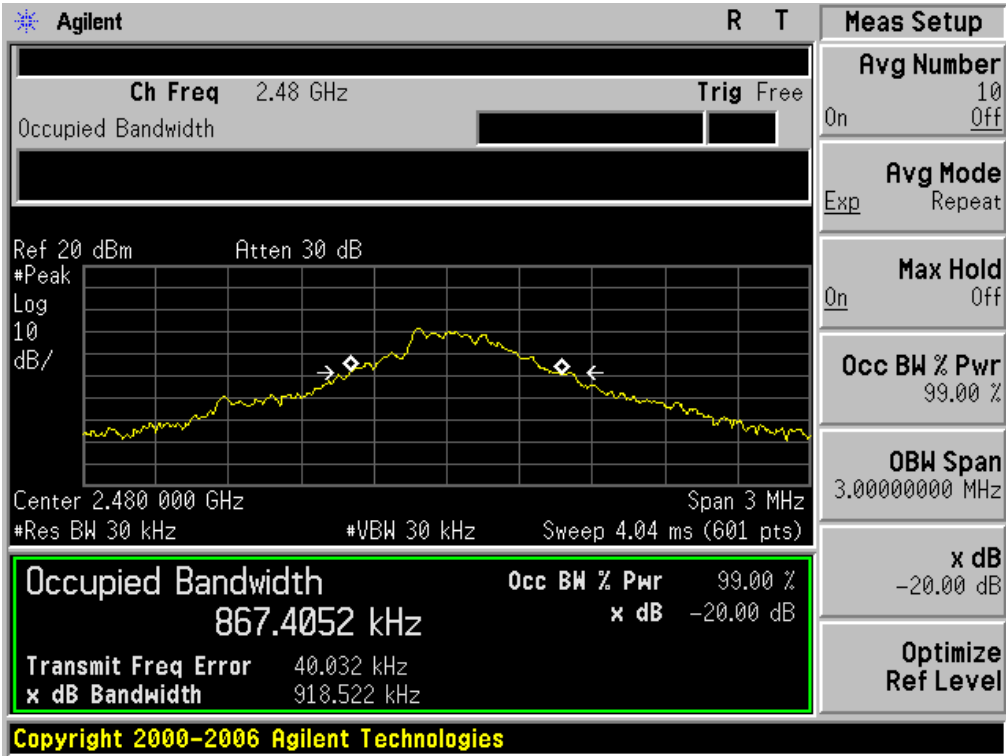 Agilent R T
Ch Freq 2.48 GHz Trig Free
Occupied Bandwidth
Ref 20 dBm Atten 30 dB
#Peak
Log
10
dB/
Center 2.480 000 GHz Span 3 MHz
#Res BW 30 kHz #VBW 30 kHz Sweep 4.04 ms (601 pts)
Occupied Bandwidth Occ BW % Pwr 99.00 %
867.4052 kHz x dB -20.00 dB
Transmit Freq Error 40.032 kHz
x dB Bandwidth 918.522 kHz
Copyright 2000-2006 Agilent Technologies
Meas Setup
Avg Number
10
On Off
Avg Mode
Exp Repeat
Max Hold
On Off
Occ BW % Pwr
99.00 %
OBW Span
3.00000000 MHz
x dB
-20.00 dB
Optimize
Ref Level